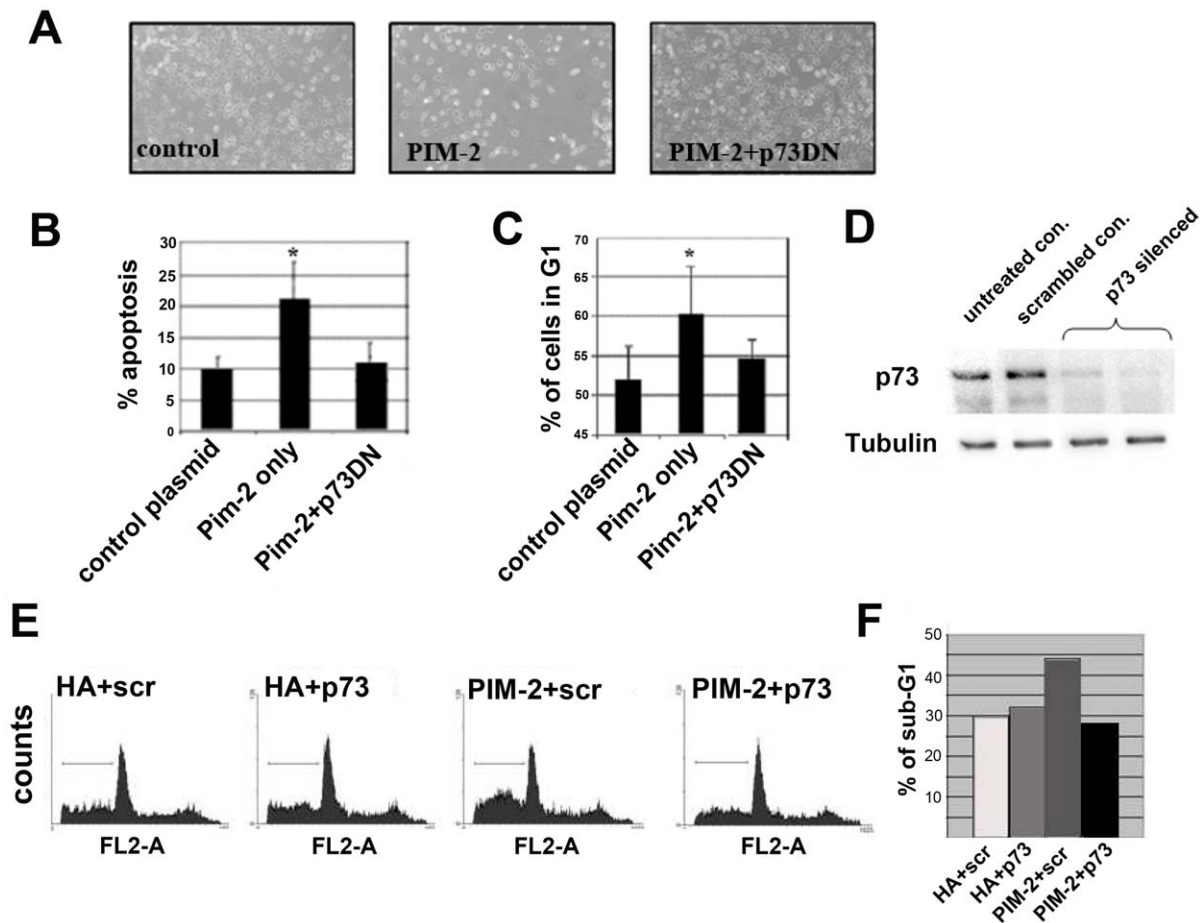 A
control
PIM-2
PIM-2+p73DN
B
% apoptosis
30
25
20
15
10
5
0
*
control plasmid
Pim-2 only
Pim-2+p73DN
C
% of cells in G1
70
65
60
55
50
45
*
control plasmid
Pim-2 only
Pim-2+p73DN
D
untreated con.
scrambled con.
p73 silenced
p73
Tubulin
E
counts
HA+scr
HA+p73
PIM-2+scr
PIM-2+p73
FL2-A
FL2-A
FL2-A
FL2-A
F
% of sub-G1
50
40
30
20
10
HA+scr
HA+p73
PIM-2+scr
PIM-2+p73